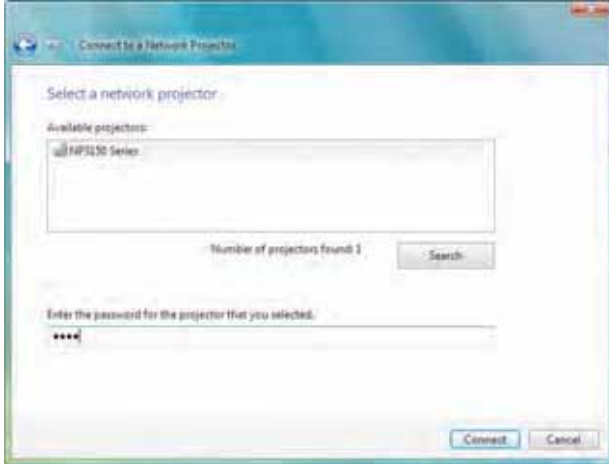 Connect to a Network Projector
Select a network projector
Available projectors:
NP3150 Series
Number of projectors found: 1
Search
Enter the password for the projector that you selected.
••••
Connect
Cancel